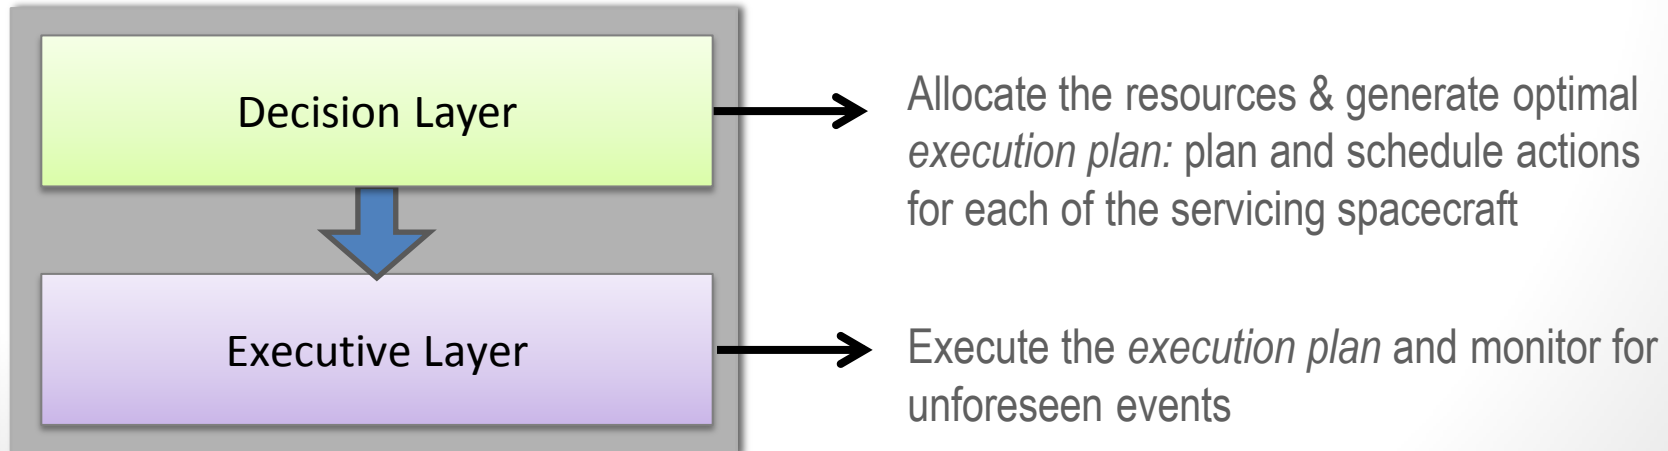 Decision Layer
Allocate the resources & generate optimal
execution plan: plan and schedule actions
for each of the servicing spacecraft
Executive Layer
Execute the execution plan and monitor for
unforeseen events